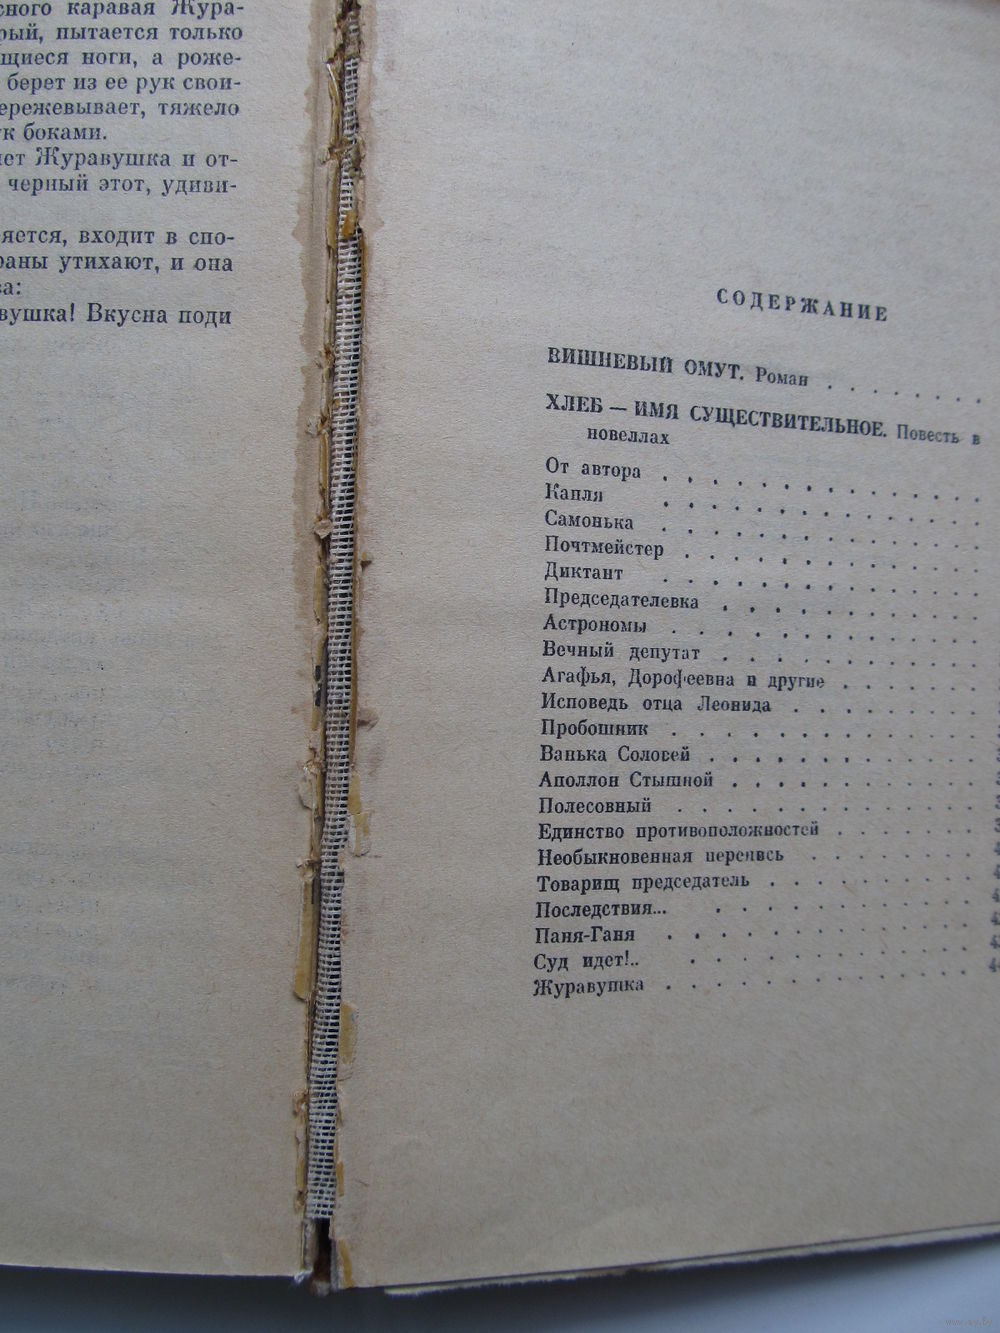 сного каравая Жура-
рый, пытается только
щиеся ноги, а роже-
берет из ее рук свои-
ережевывает, тяжело
ук боками.
ет Журавушка и от-
черный этот, удиви-
яется, входит в спо-
раны утихают, и она
ва:
вушка! Вкусна поди
СОДЕРЖАНИЕ
ВИШНЕВЫЙ ОМУТ. Роман . . . . . . . .
ХЛЕБ — ИМЯ СУЩЕСТВИТЕЛЬНОЕ. Повесть в
новеллах
От автора . . . . . . . . . . . . .
Капля . . . . . . . . . . . . .
Самонька . . . . . . . . . . . . .
Почтмейстер . . . . . . . . . . . .
Диктант . . . . . . . . . . . . .
Председателевка . . . . . . . . . . .
Астрономы . . . . . . . . . . . . .
Вечный депутат . . . . . . . . . . .
Агафья, Дорофеевна и другие . . . . . . .
Исповедь отца Леонида . . . . . . . .
Пробошник . . . . . . . . . . . . .
Ванька Соловей . . . . . . . . . . .
Аполлон Стышной . . . . . . . . . .
Полесовный . . . . . . . . . . . .
Единство противоположностей . . . . . . .
Необыкновенная перепись . . . . . . . .
Товарищ председатель . . . . . . . . .
Последствия... . . . . . . . . . . .
Паня-Ганя . . . . . . . . . . . . .
Суд идет!.. . . . . . . . . . . . .
Журавушка . . . . . . . . . . . . .